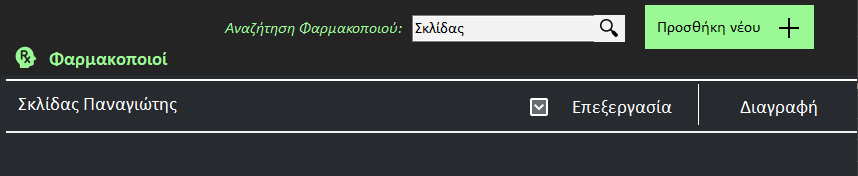 Αναζήτηση Φαρμακοποιού: Σκλίδας Προσθήκη νέου
Φαρμακοποιοί
Σκλίδας Παναγιώτης Επεξεργασία Διαγραφή